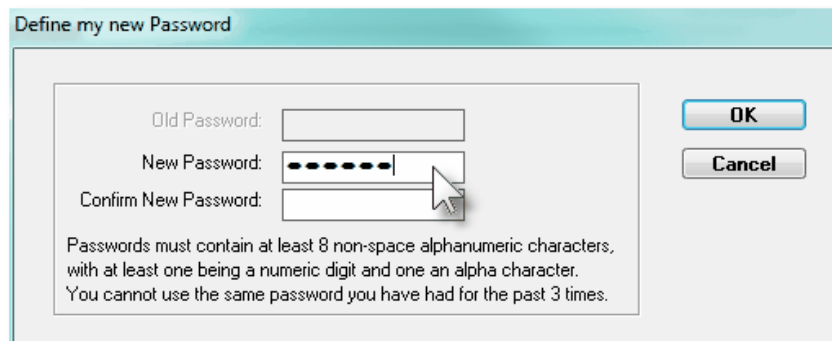 Define my new Password
Old Password:
OK
New Password: ••••••
Cancel
Confirm New Password:
Passwords must contain at least 8 non-space alphanumeric characters,
with at least one being a numeric digit and one an alpha character.
You cannot use the same password you have had for the past 3 times.